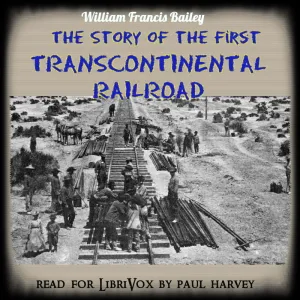 William Francis Bailey
THE STORY OF THE FIRST
TRANSCONTINENTAL
RAILROAD
READ FOR LIBRIVOX BY PAUL HARVEY